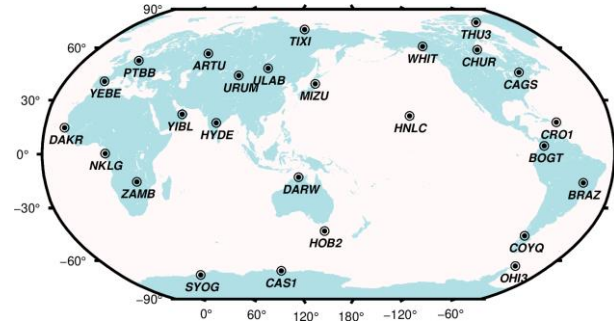 90°
THU3
TIXI
60°
WHIT
CHUR
PTBB
ARTU
ULAB
CAGS
URUM
YEBE
MIZU
30°
YIBL
HYDE
HNLC
CRO1
DAKR
0°
BOGT
NKLG
ZAMB
DARW
BRAZ
−30°
HOB2
COYQ
−60°
SYOG
CAS1
OHI3
−90°
0° 60° 120° 180° −120° −60°